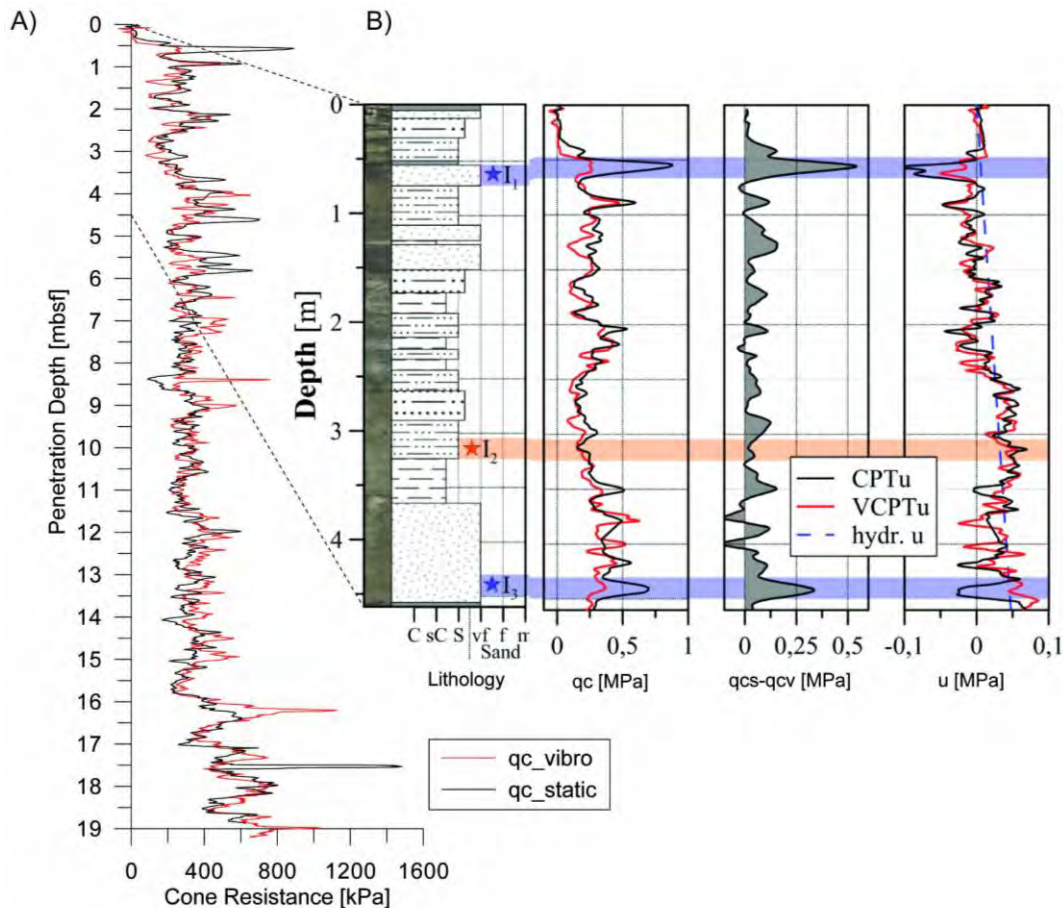 A)
B)
0
1
2
3
4
5
6
7
8
9
10
11
12
13
14
15
16
17
18
19
Penetration Depth [mbsf]
0 400 800 1200 1600
Cone Resistance [kPa]
qc_vibro
qc_static
0
1
2
3
4
Depth [m]
I1
I2
I3
C sC S vf f m
Sand
Lithology
0 0,5 1
qc [MPa]
0 0,25 0,5
qcs-qcv [MPa]
-0,1 0 0,1
u [MPa]
CPTu
VCPTu
hydr. u